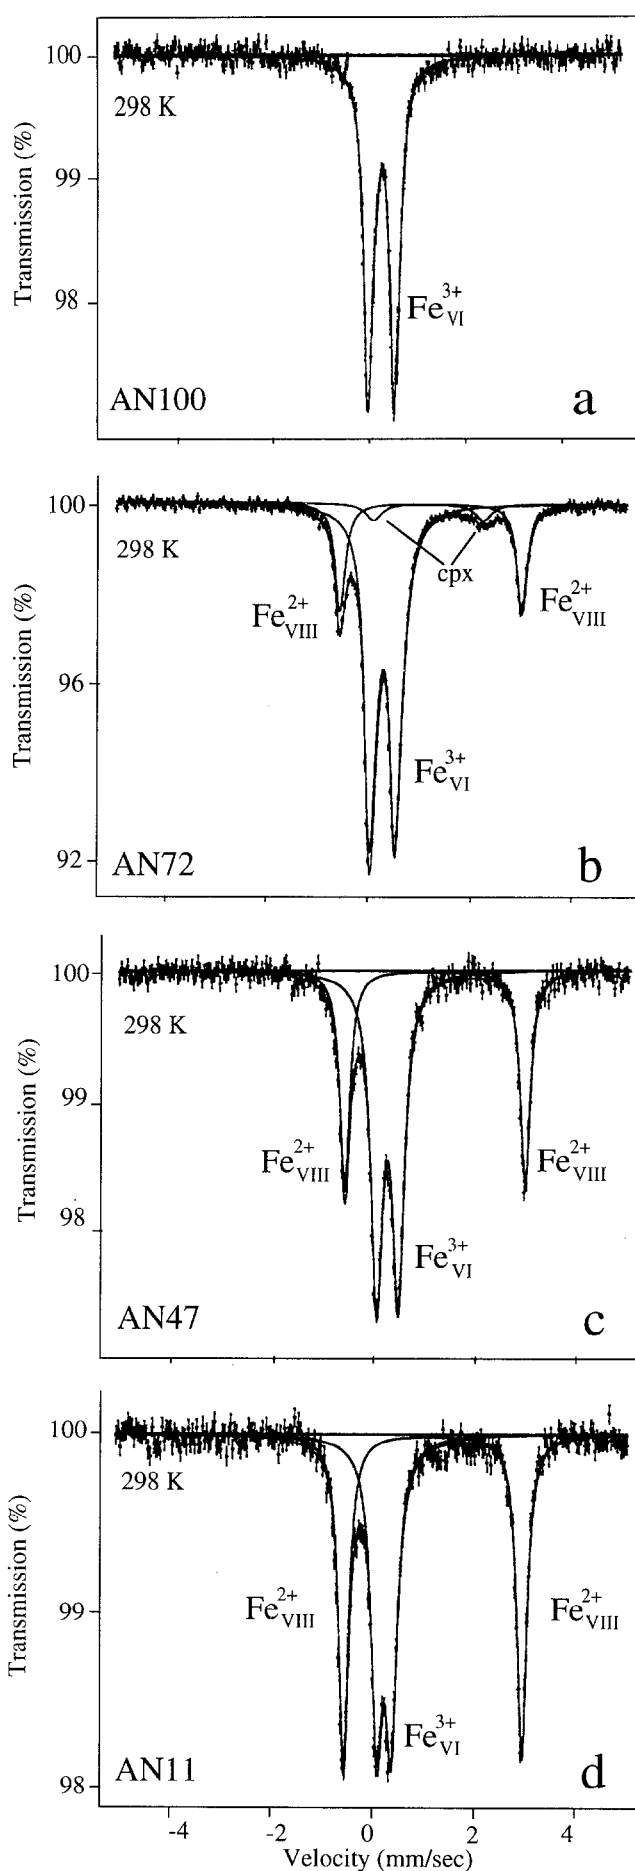 100
298 K
99
Transmission (%)
98
Fe3+VI
AN100
a
100
298 K
cpx
Fe2+VIII
Fe2+VIII
96
Transmission (%)
Fe3+VI
92
AN72
b
100
298 K
99
Transmission (%)
Fe2+VIII
Fe2+VIII
98
Fe3+VI
AN47
c
100
298 K
Transmission (%)
99
Fe2+VIII
Fe2+VIII
Fe3+VI
AN11
d
98
-4 -2 0 2 4
Velocity (mm/sec)